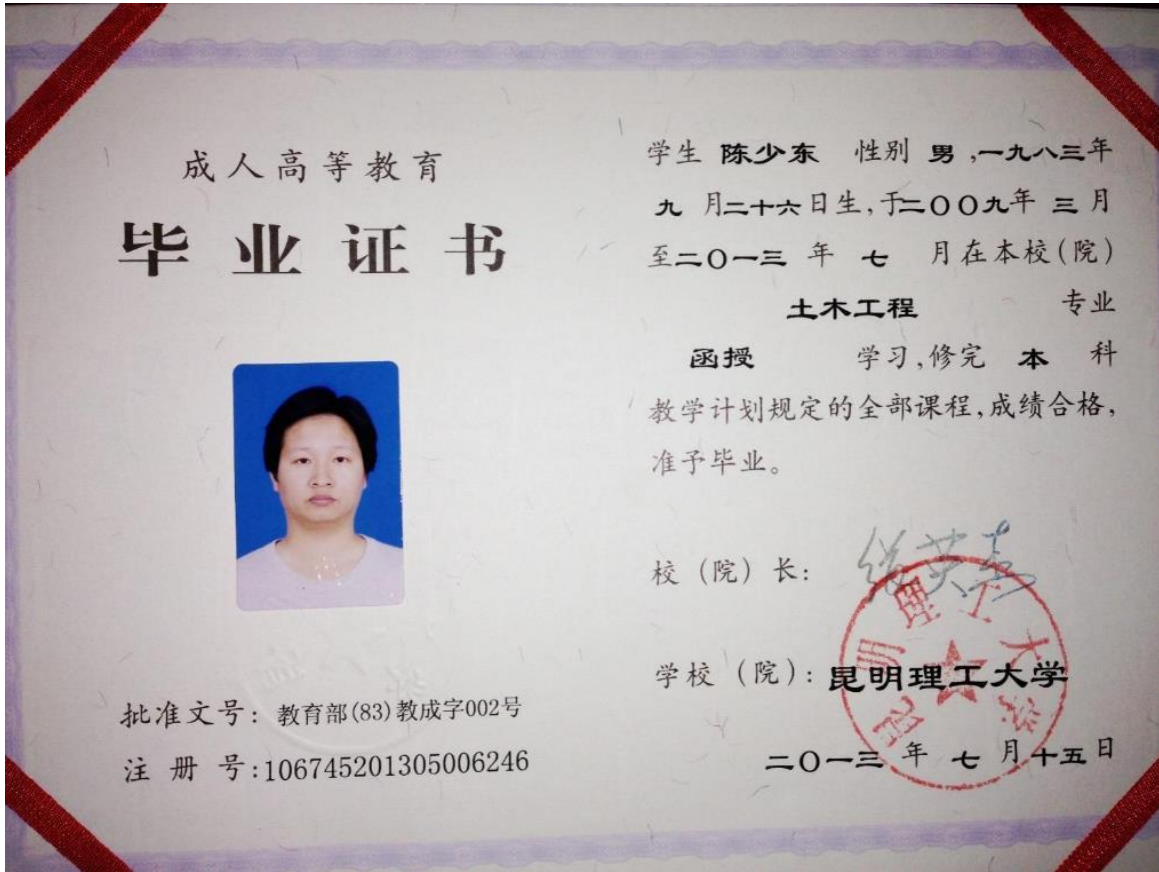 成人高等教育
毕业证书
批准文号：教育部(83)教成字002号
注册号:106745201305006246
学生 陈少东 性别 男,一九八三年
九 月二十六日生,于二〇〇九年 三 月
至二〇一三 年 七 月在本校(院)
土木工程 专业
函授 学习,修完 本 科
教学计划规定的全部课程,成绩合格,
准予毕业。
校（院）长：
学校（院）：昆明理工大学
昆明理工大学
二〇一三 年 七 月十五日